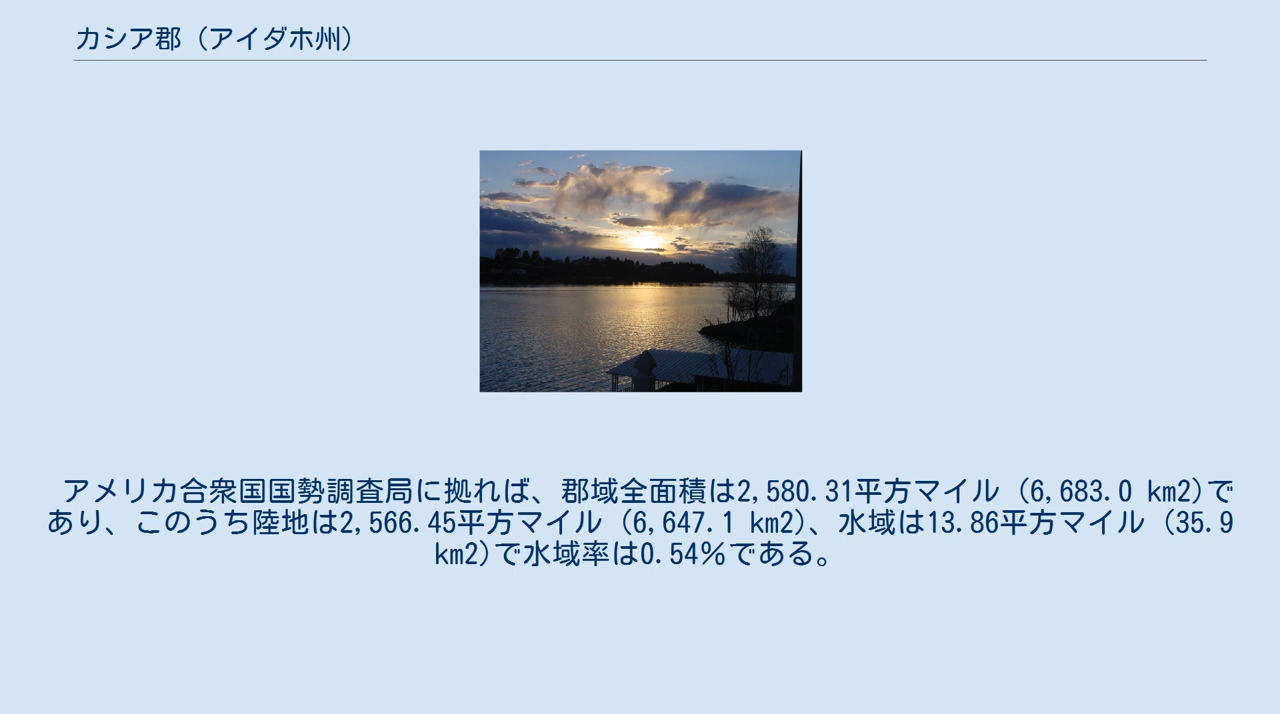 カシア郡（アイダホ州）
アメリカ合衆国国勢調査局に拠れば、郡域全面積は2,580.31平方マイル (6,683.0 km2)で
あり、このうち陸地は2,566.45平方マイル (6,647.1 km2)、水域は13.86平方マイル (35.9
km2)で水域率は0.54%である。